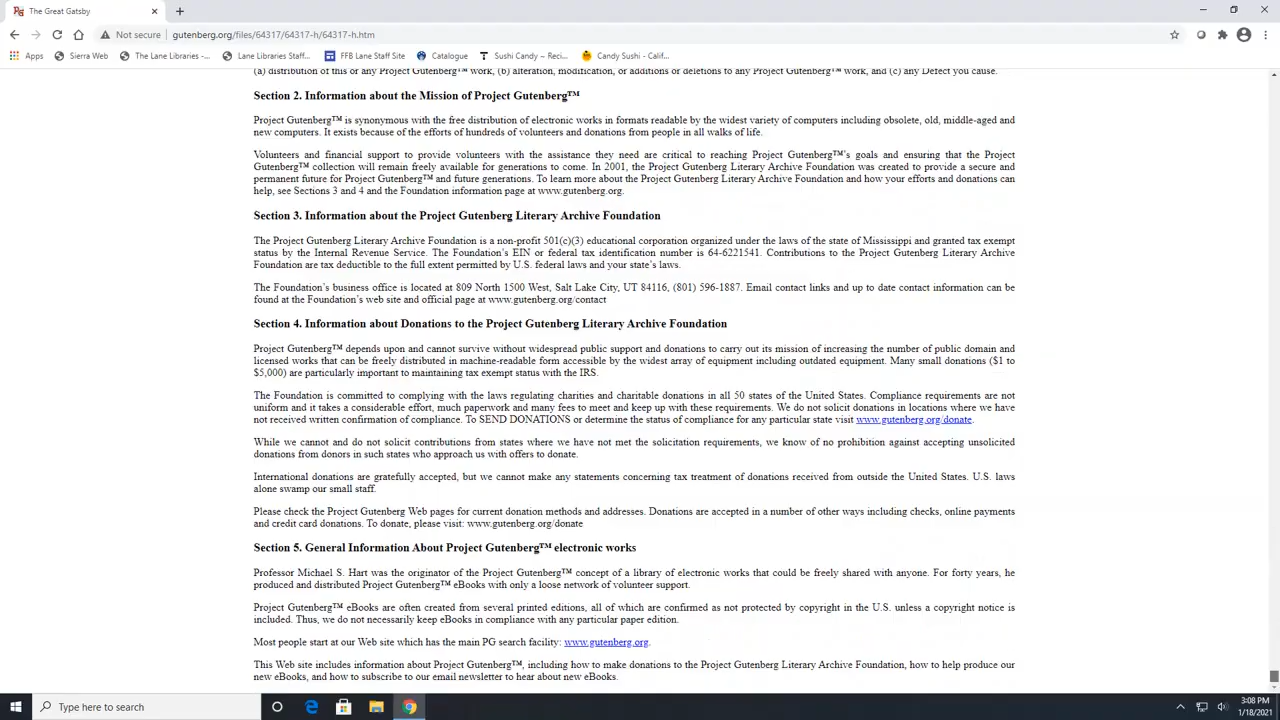 The Great Gatsby
Not secure
gutenberg.org/files/64317/64317-h/64317-h.htm
Apps
Sierra Web
The Lane Libraries -...
Lane Libraries Staff...
FFB Lane Staff Site
Catalogue
Sushi Candy ~ Reci...
Candy Sushi - Calif...
(a) distribution of this or any Project Gutenberg™ work, (b) alteration, modification, or additions or deletions to any Project Gutenberg™ work, and (c) any Defect you cause.
Section 2. Information about the Mission of Project Gutenberg™
Project Gutenberg™ is synonymous with the free distribution of electronic works in formats readable by the widest variety of computers including obsolete, old, middle-aged and
new computers. It exists because of the efforts of hundreds of volunteers and donations from people in all walks of life.
Volunteers and financial support to provide volunteers with the assistance they need are critical to reaching Project Gutenberg™’s goals and ensuring that the Project
Gutenberg™ collection will remain freely available for generations to come. In 2001, the Project Gutenberg Literary Archive Foundation was created to provide a secure and
permanent future for Project Gutenberg™ and future generations. To learn more about the Project Gutenberg Literary Archive Foundation and how your efforts and donations can
help, see Sections 3 and 4 and the Foundation information page at www.gutenberg.org.
Section 3. Information about the Project Gutenberg Literary Archive Foundation
The Project Gutenberg Literary Archive Foundation is a non-profit 501(c)(3) educational corporation organized under the laws of the state of Mississippi and granted tax exempt
status by the Internal Revenue Service. The Foundation’s EIN or federal tax identification number is 64-6221541. Contributions to the Project Gutenberg Literary Archive
Foundation are tax deductible to the full extent permitted by U.S. federal laws and your state’s laws.
The Foundation’s business office is located at 809 North 1500 West, Salt Lake City, UT 84116, (801) 596-1887. Email contact links and up to date contact information can be
found at the Foundation’s web site and official page at www.gutenberg.org/contact
Section 4. Information about Donations to the Project Gutenberg Literary Archive Foundation
Project Gutenberg™ depends upon and cannot survive without widespread public support and donations to carry out its mission of increasing the number of public domain and
licensed works that can be freely distributed in machine-readable form accessible by the widest array of equipment including outdated equipment. Many small donations ($1 to
$5,000) are particularly important to maintaining tax exempt status with the IRS.
The Foundation is committed to complying with the laws regulating charities and charitable donations in all 50 states of the United States. Compliance requirements are not
uniform and it takes a considerable effort, much paperwork and many fees to meet and keep up with these requirements. We do not solicit donations in locations where we have
not received written confirmation of compliance. To SEND DONATIONS or determine the status of compliance for any particular state visit www.gutenberg.org/donate.
While we cannot and do not solicit contributions from states where we have not met the solicitation requirements, we know of no prohibition against accepting unsolicited
donations from donors in such states who approach us with offers to donate.
International donations are gratefully accepted, but we cannot make any statements concerning tax treatment of donations received from outside the United States. U.S. laws
alone swamp our small staff.
Please check the Project Gutenberg Web pages for current donation methods and addresses. Donations are accepted in a number of other ways including checks, online payments
and credit card donations. To donate, please visit: www.gutenberg.org/donate
Section 5. General Information About Project Gutenberg™ electronic works
Professor Michael S. Hart was the originator of the Project Gutenberg™ concept of a library of electronic works that could be freely shared with anyone. For forty years, he
produced and distributed Project Gutenberg™ eBooks with only a loose network of volunteer support.
Project Gutenberg™ eBooks are often created from several printed editions, all of which are confirmed as not protected by copyright in the U.S. unless a copyright notice is
included. Thus, we do not necessarily keep eBooks in compliance with any particular paper edition.
Most people start at our Web site which has the main PG search facility: www.gutenberg.org.
This Web site includes information about Project Gutenberg™, including how to make donations to the Project Gutenberg Literary Archive Foundation, how to help produce our
new eBooks, and how to subscribe to our email newsletter to hear about new eBooks.
Type here to search
3:08 PM
1/18/2021